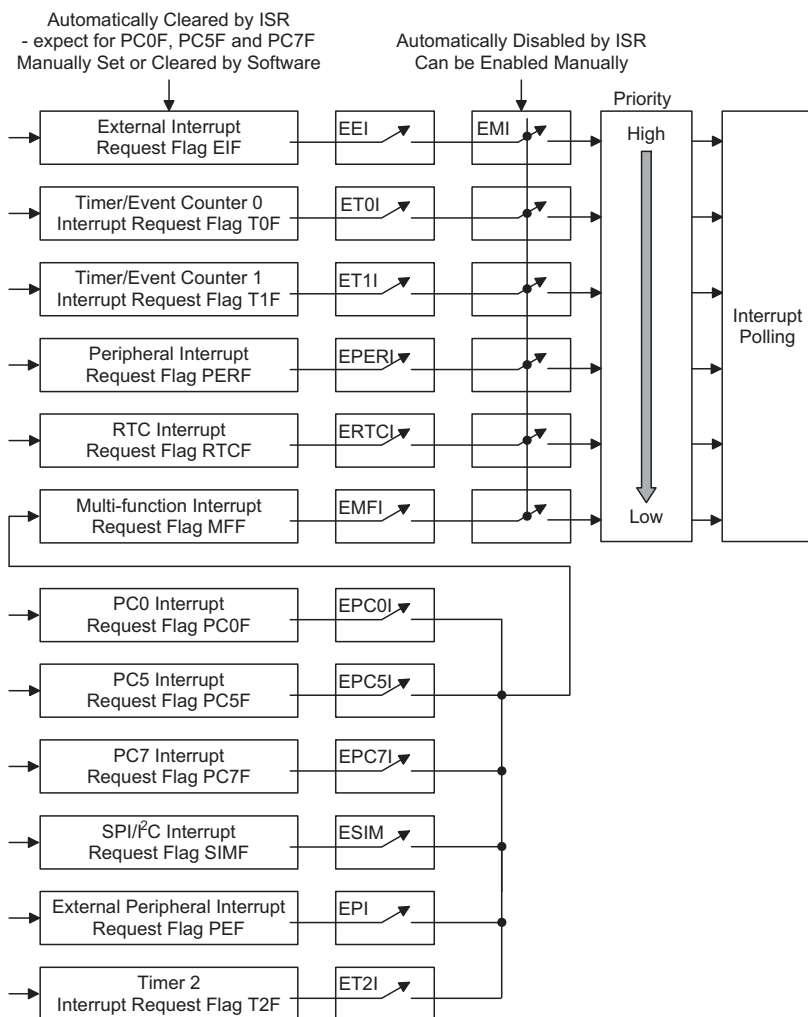 Automatically Cleared by ISR
- expect for PC0F, PC5F and PC7F
Manually Set or Cleared by Software
Automatically Disabled by ISR
Can be Enabled Manually
Priority
External Interrupt
Request Flag EIF
EEI
EMI
High
Timer/Event Counter 0
Interrupt Request Flag T0F
ET0I
Timer/Event Counter 1
Interrupt Request Flag T1F
ET1I
Interrupt
Polling
Peripheral Interrupt
Request Flag PERF
EPERI
RTC Interrupt
Request Flag RTCF
ERTCI
Multi-function Interrupt
Request Flag MFF
EMFI
Low
PC0 Interrupt
Request Flag PC0F
EPC0I
PC5 Interrupt
Request Flag PC5F
EPC5I
PC7 Interrupt
Request Flag PC7F
EPC7I
SPI/I²C Interrupt
Request Flag SIMF
ESIM
External Peripheral Interrupt
Request Flag PEF
EPI
Timer 2
Interrupt Request Flag T2F
ET2I